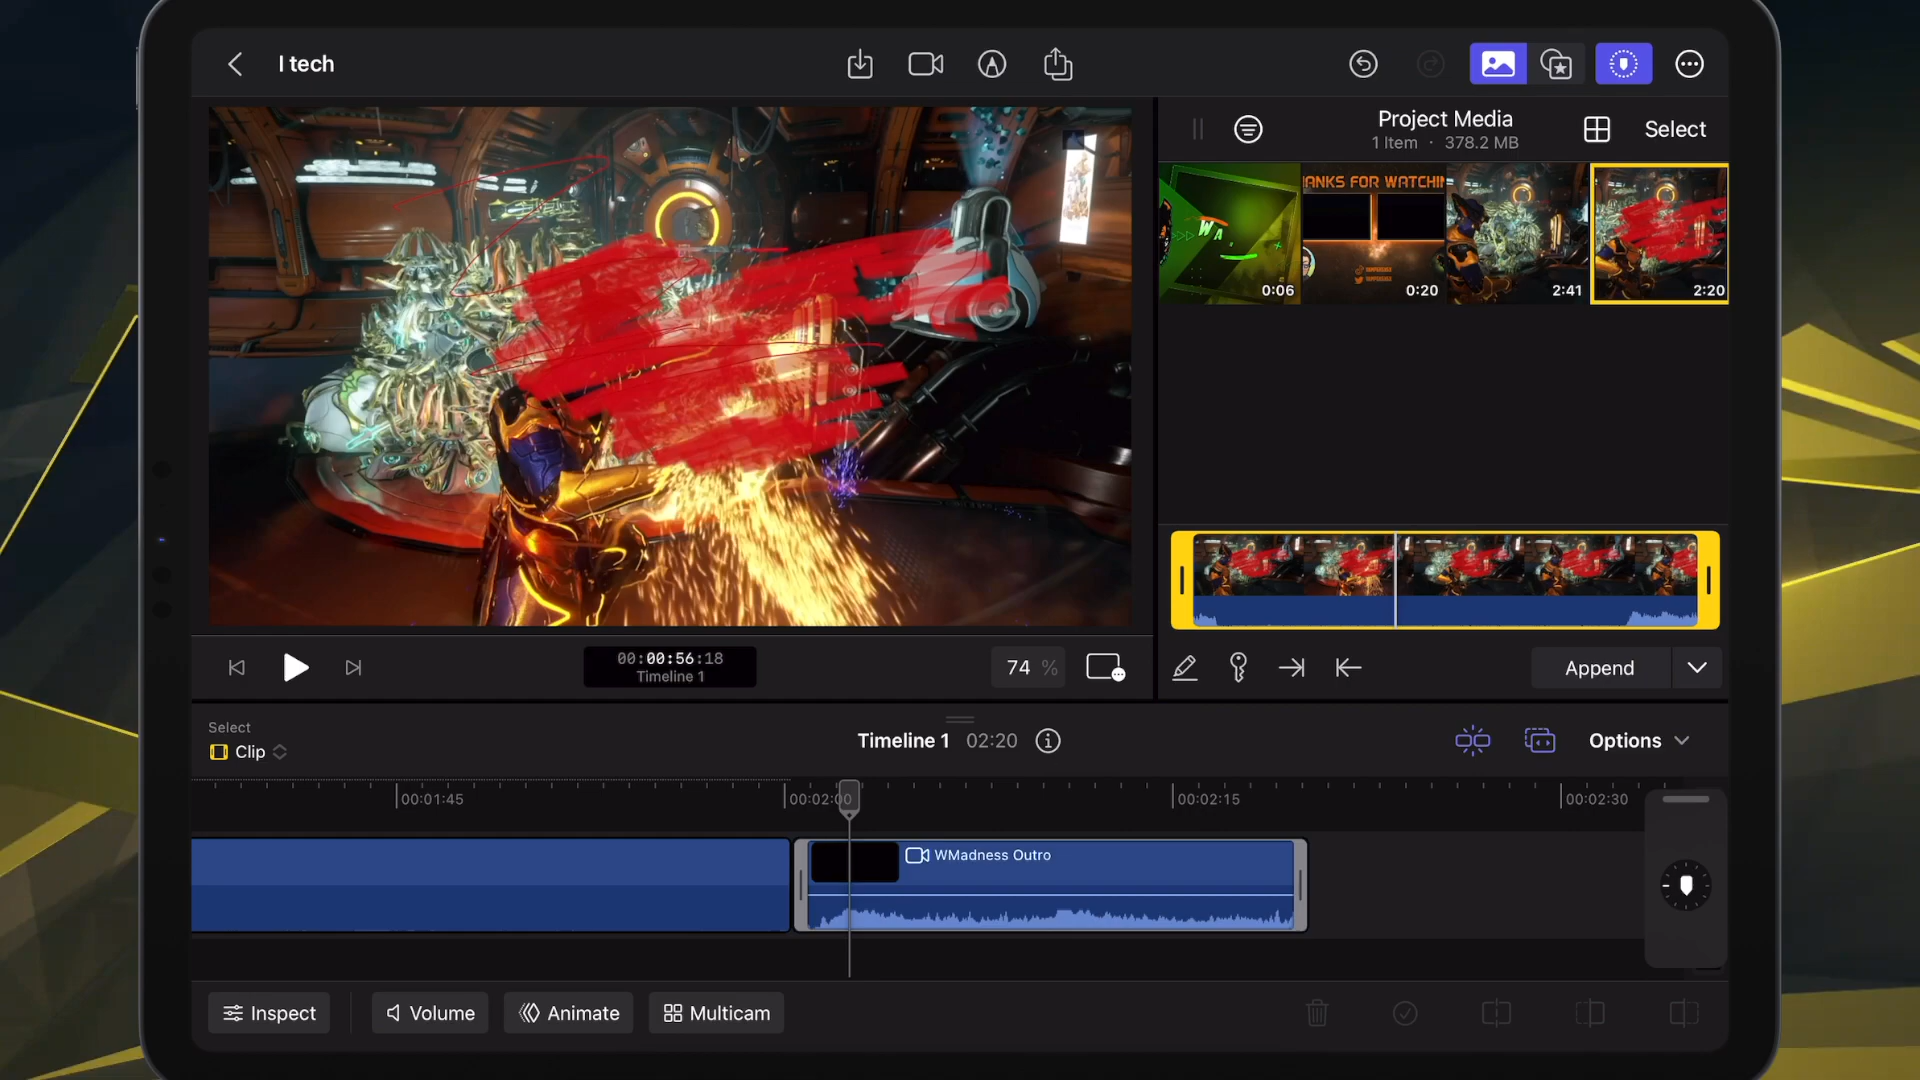 I tech
Project Media
1 Item · 378.2 MB
Select
WA
0:06
ANKS FOR WATCHIN
0:20
2:41
2:20
00:00:56:18
Timeline 1
74 %
Append
Select
Clip
Timeline 1 02:20
Options
00:01:45
00:02:00
00:02:15
00:02:30
WMadness Outro
Inspect
Volume
Animate
Multicam